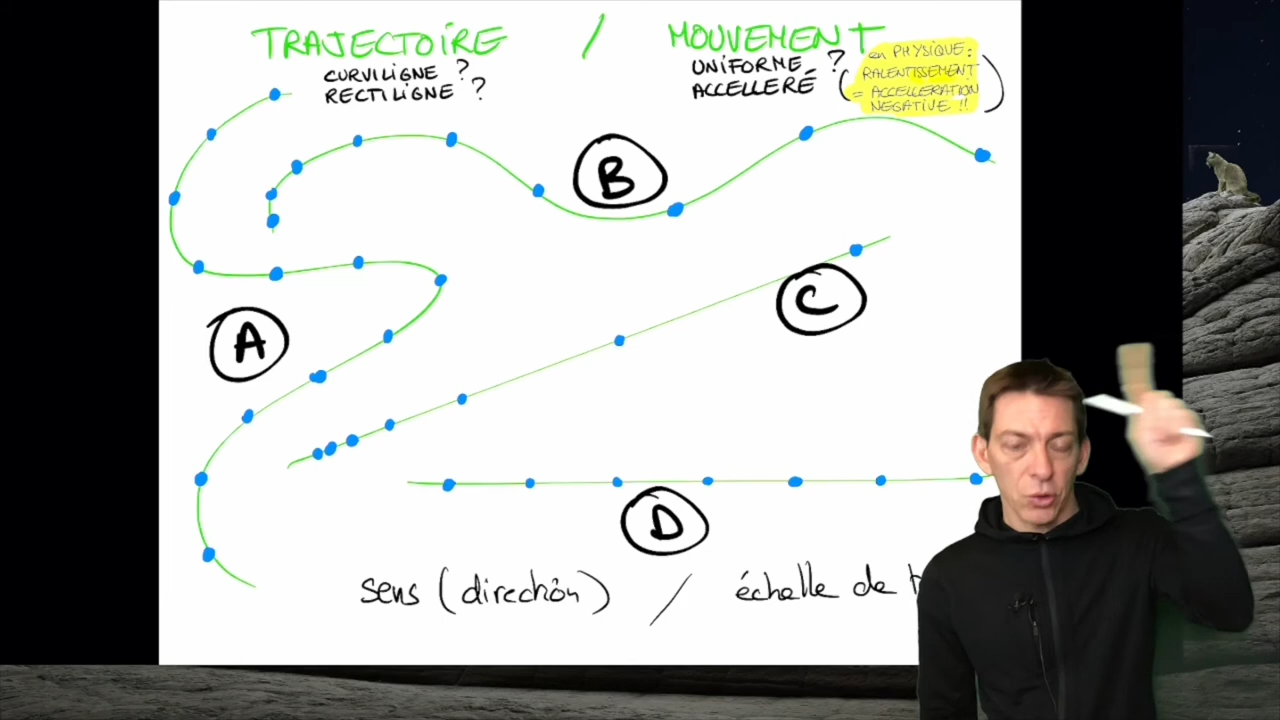 TRAJECTOIRE / MOUVEMENT
CURVILIGNE ?
RECTILIGNE ?
UNIFORME ?
ACCELLERÉ
(en PHYSIQUE :
RALENTISSEMENT
= ACCELLERATION
NEGATIVE !!)
B
C
A
D
sens (direction) / échelle de